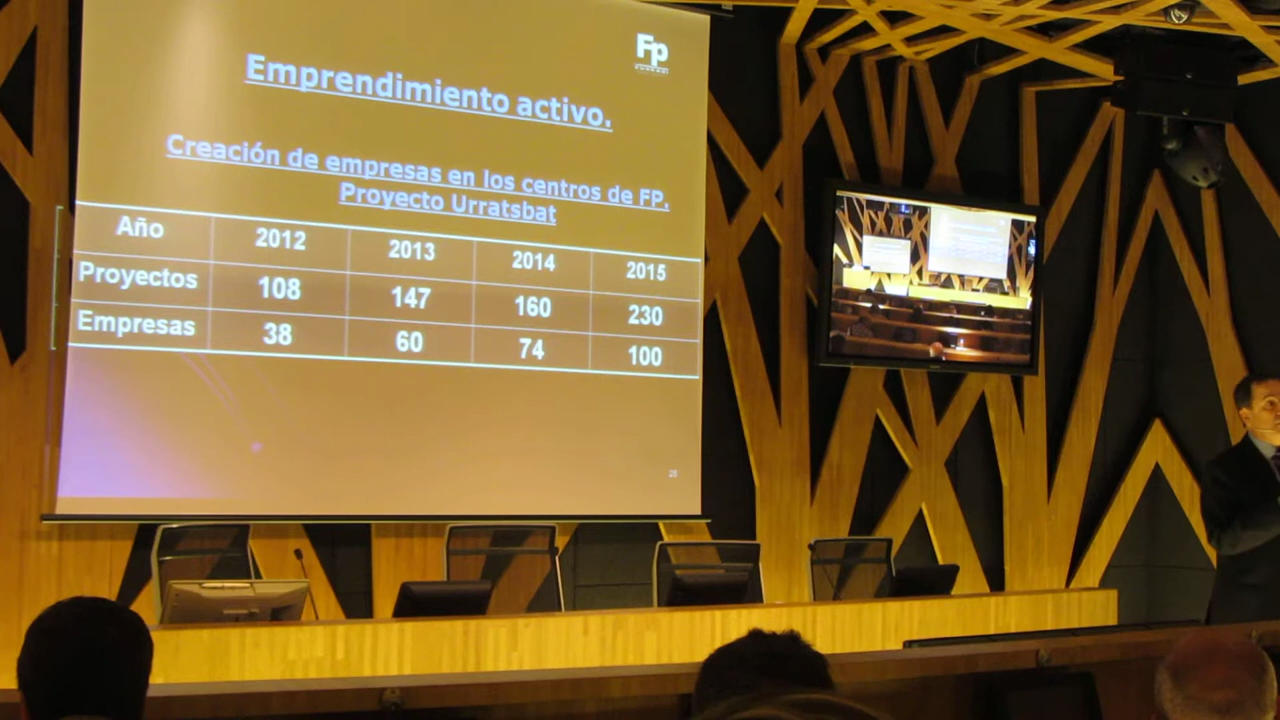 Fp
Emprendimiento activo.
Creación de empresas en los centros de FP.
Proyecto Urratsbat
Año 2012 2013 2014 2015
Proyectos 108 147 160 230
Empresas 38 60 74 100